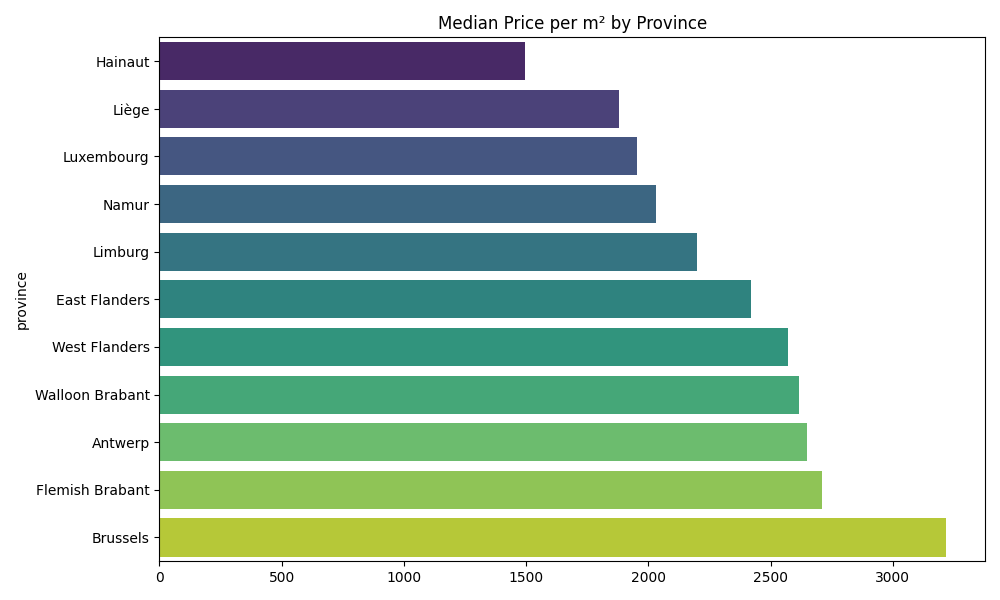 Median Price per m² by Province
province
Hainaut
Liège
Luxembourg
Namur
Limburg
East Flanders
West Flanders
Walloon Brabant
Antwerp
Flemish Brabant
Brussels
0 500 1000 1500 2000 2500 3000